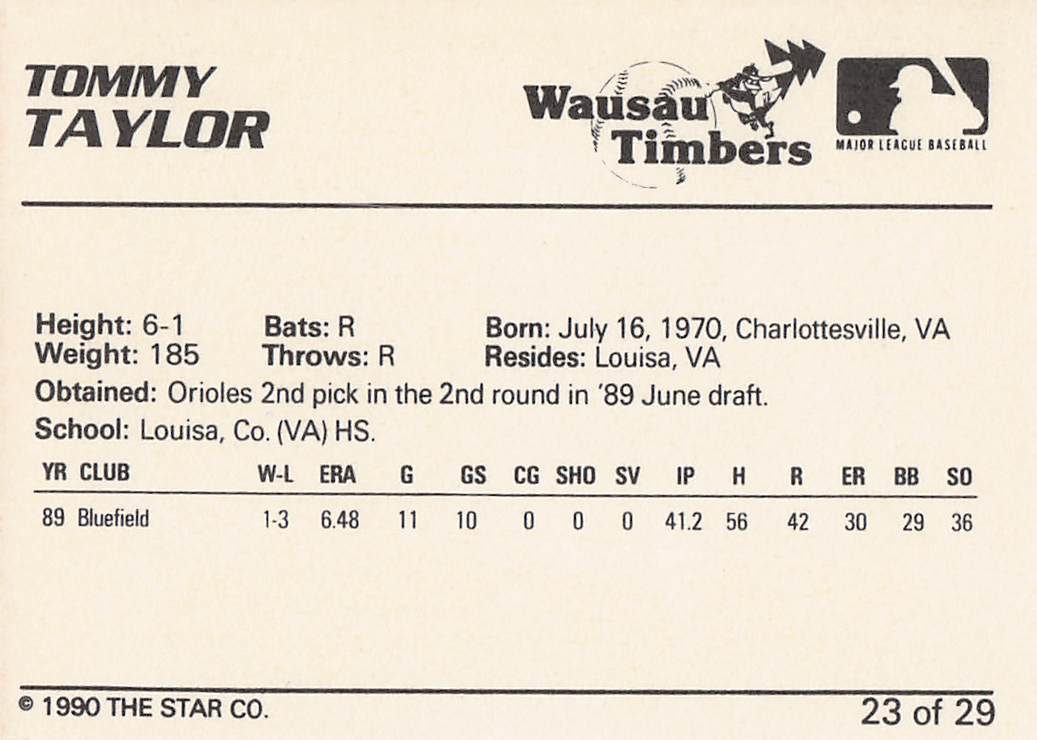 TOMMY
TAYLOR
Wausau
Timbers
MAJOR LEAGUE BASEBALL
Height: 6-1 Bats: R Born: July 16, 1970, Charlottesville, VA
Weight: 185 Throws: R Resides: Louisa, VA
Obtained: Orioles 2nd pick in the 2nd round in '89 June draft.
School: Louisa, Co. (VA) HS.
YR CLUB W-L ERA G GS CG SHO SV IP H R ER BB SO
89 Bluefield 1-3 6.48 11 10 0 0 0 41.2 56 42 30 29 36
© 1990 THE STAR CO. 23 of 29